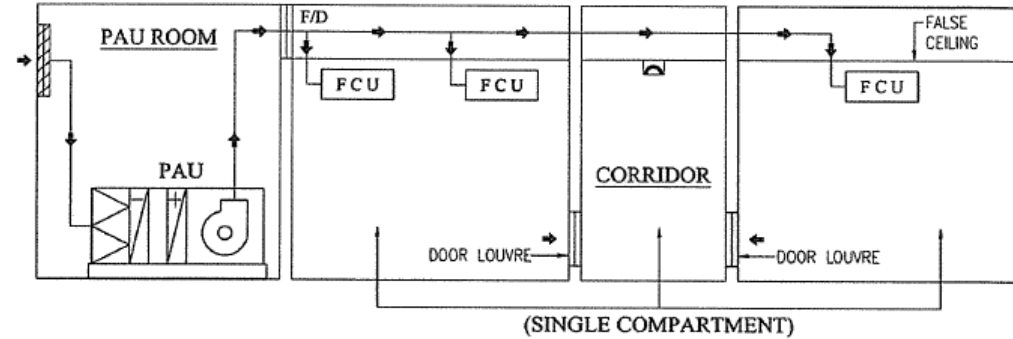 F/D
PAU ROOM
FALSE
CEILING
FCU
FCU
FCU
PAU
CORRIDOR
DOOR LOUVRE
DOOR LOUVRE
(SINGLE COMPARTMENT)